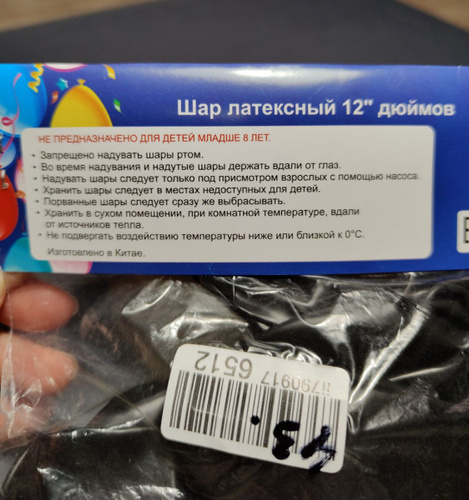 Шар латексный 12" дюймов
НЕ ПРЕДНАЗНАЧЕНО ДЛЯ ДЕТЕЙ МЛАДШЕ 8 ЛЕТ.
• Запрещено надувать шары ртом.
• Во время надувания и надутые шары держать вдали от глаз.
• Надувать шары следует только под присмотром взрослых с помощью насоса.
• Хранить шары следует в местах недоступных для детей.
• Порванные шары следует сразу же выбрасывать.
• Хранить в сухом помещении, при комнатной температуре, вдали
от источников тепла.
• Не подвергать воздействию температуры ниже или близкой к 0°C.
Изготовлено в Китае.
790917 6512